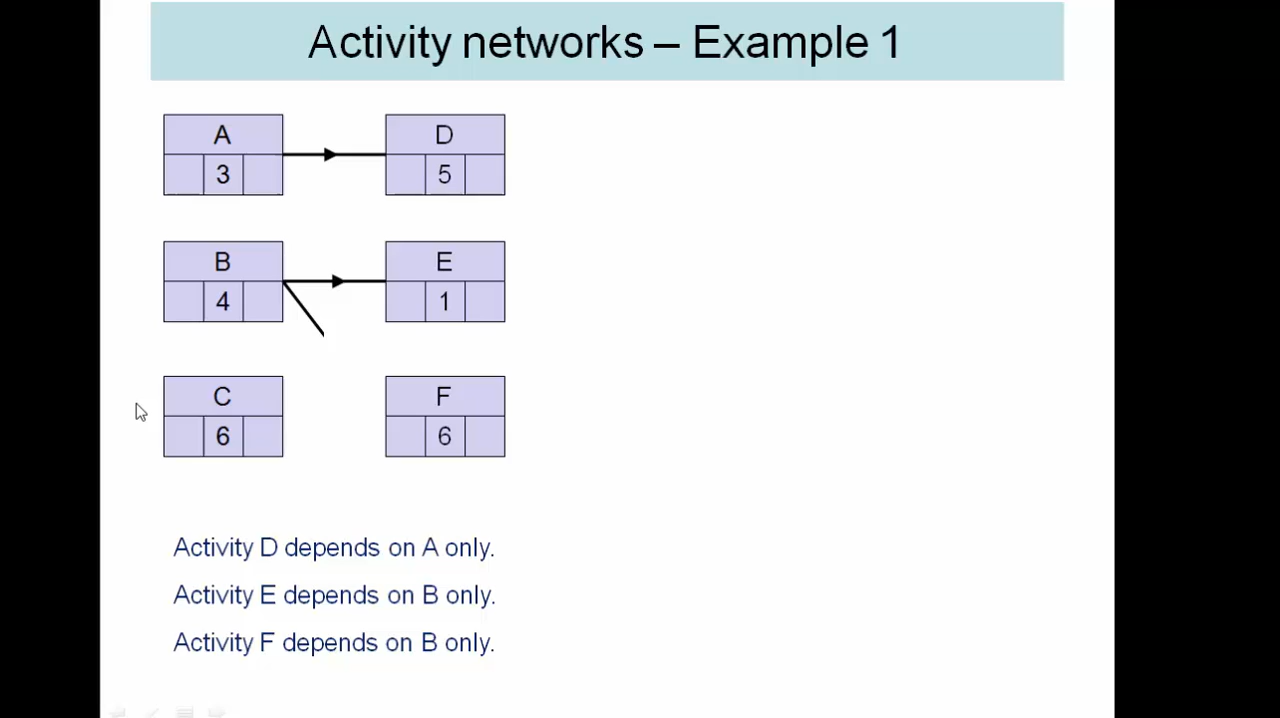 Activity networks – Example 1
A
D
3
5
B
E
4
1
C
F
6
6
Activity D depends on A only.
Activity E depends on B only.
Activity F depends on B only.